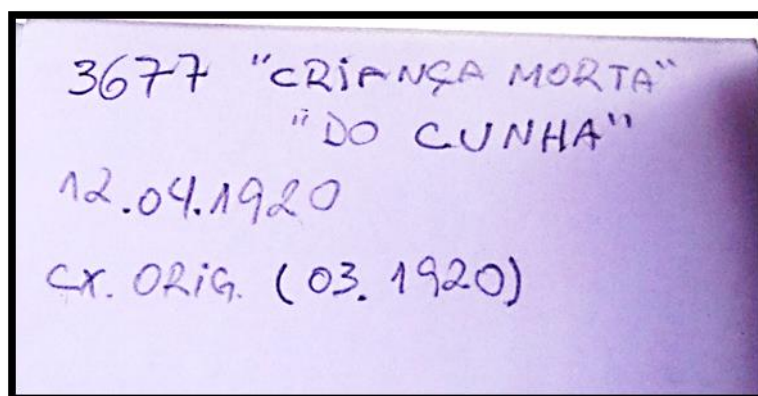 3677 "CRiANÇA MORTA"
"DO CUNHA"
12.04.1920
CX. ORiG. (03.1920)